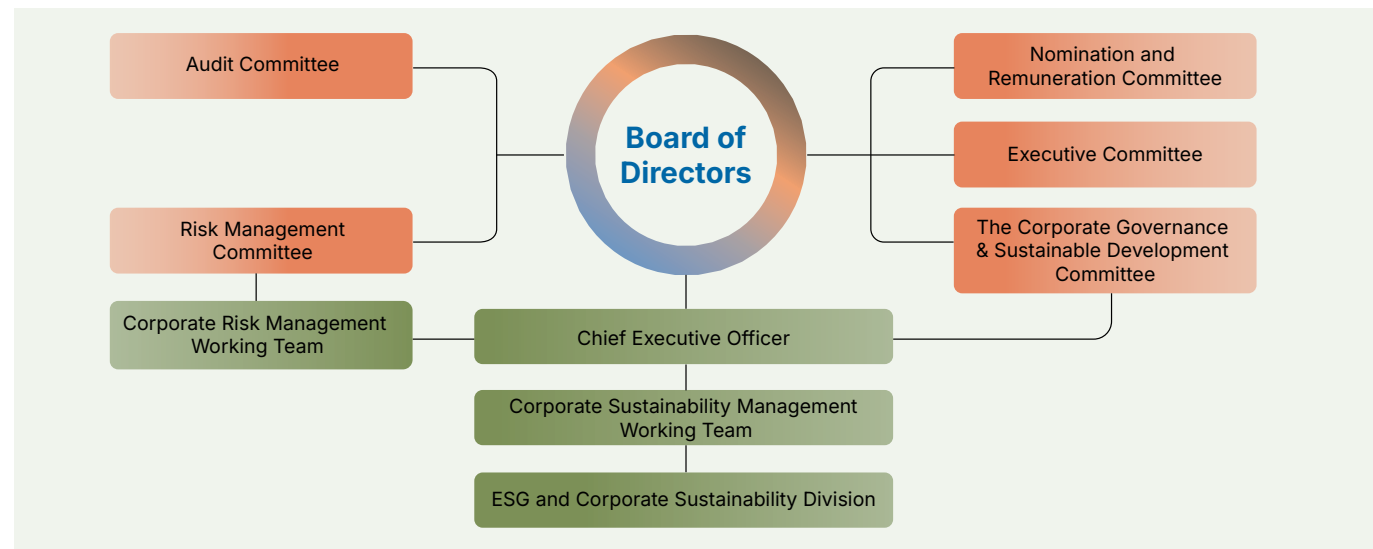 Audit Committee
Board of
Directors
Nomination and
Remuneration Committee
Executive Committee
Risk Management
Committee
The Corporate Governance
& Sustainable Development
Committee
Corporate Risk Management
Working Team
Chief Executive Officer
Corporate Sustainability Management
Working Team
ESG and Corporate Sustainability Division